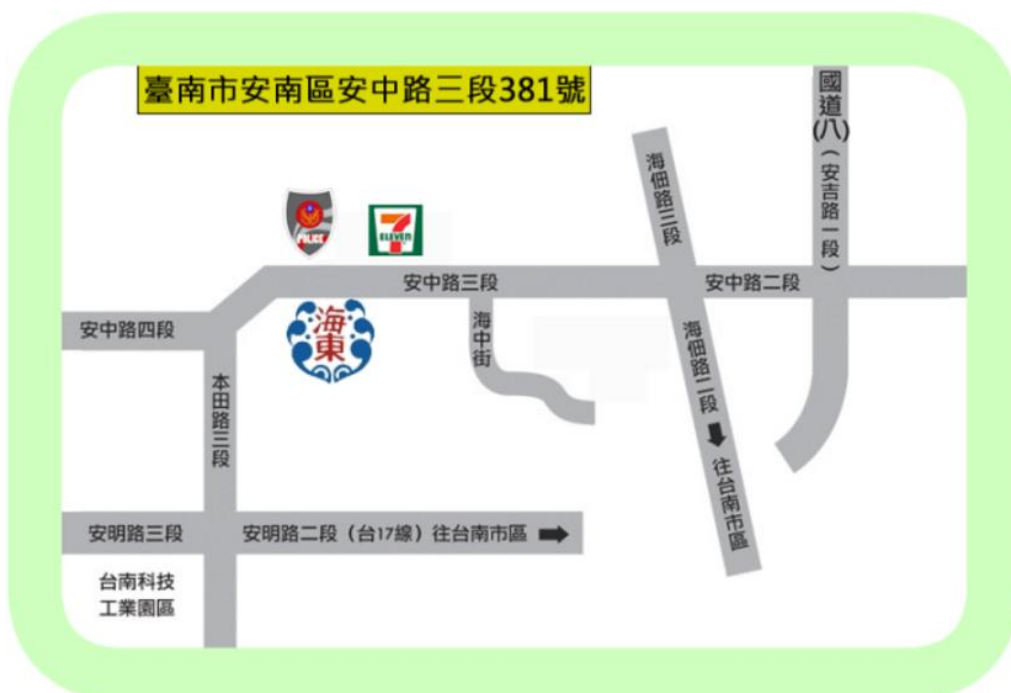 臺南市安南區安中路三段381號
國道(八)(安吉路一段)
海佃路三段
POLICE
7
ELEVEN
安中路三段
安中路二段
海東
安中路四段
海中街
海佃路二段
往台南市區
本田路三段
安明路三段
安明路二段(台17線)往台南市區
台南科技
工業園區